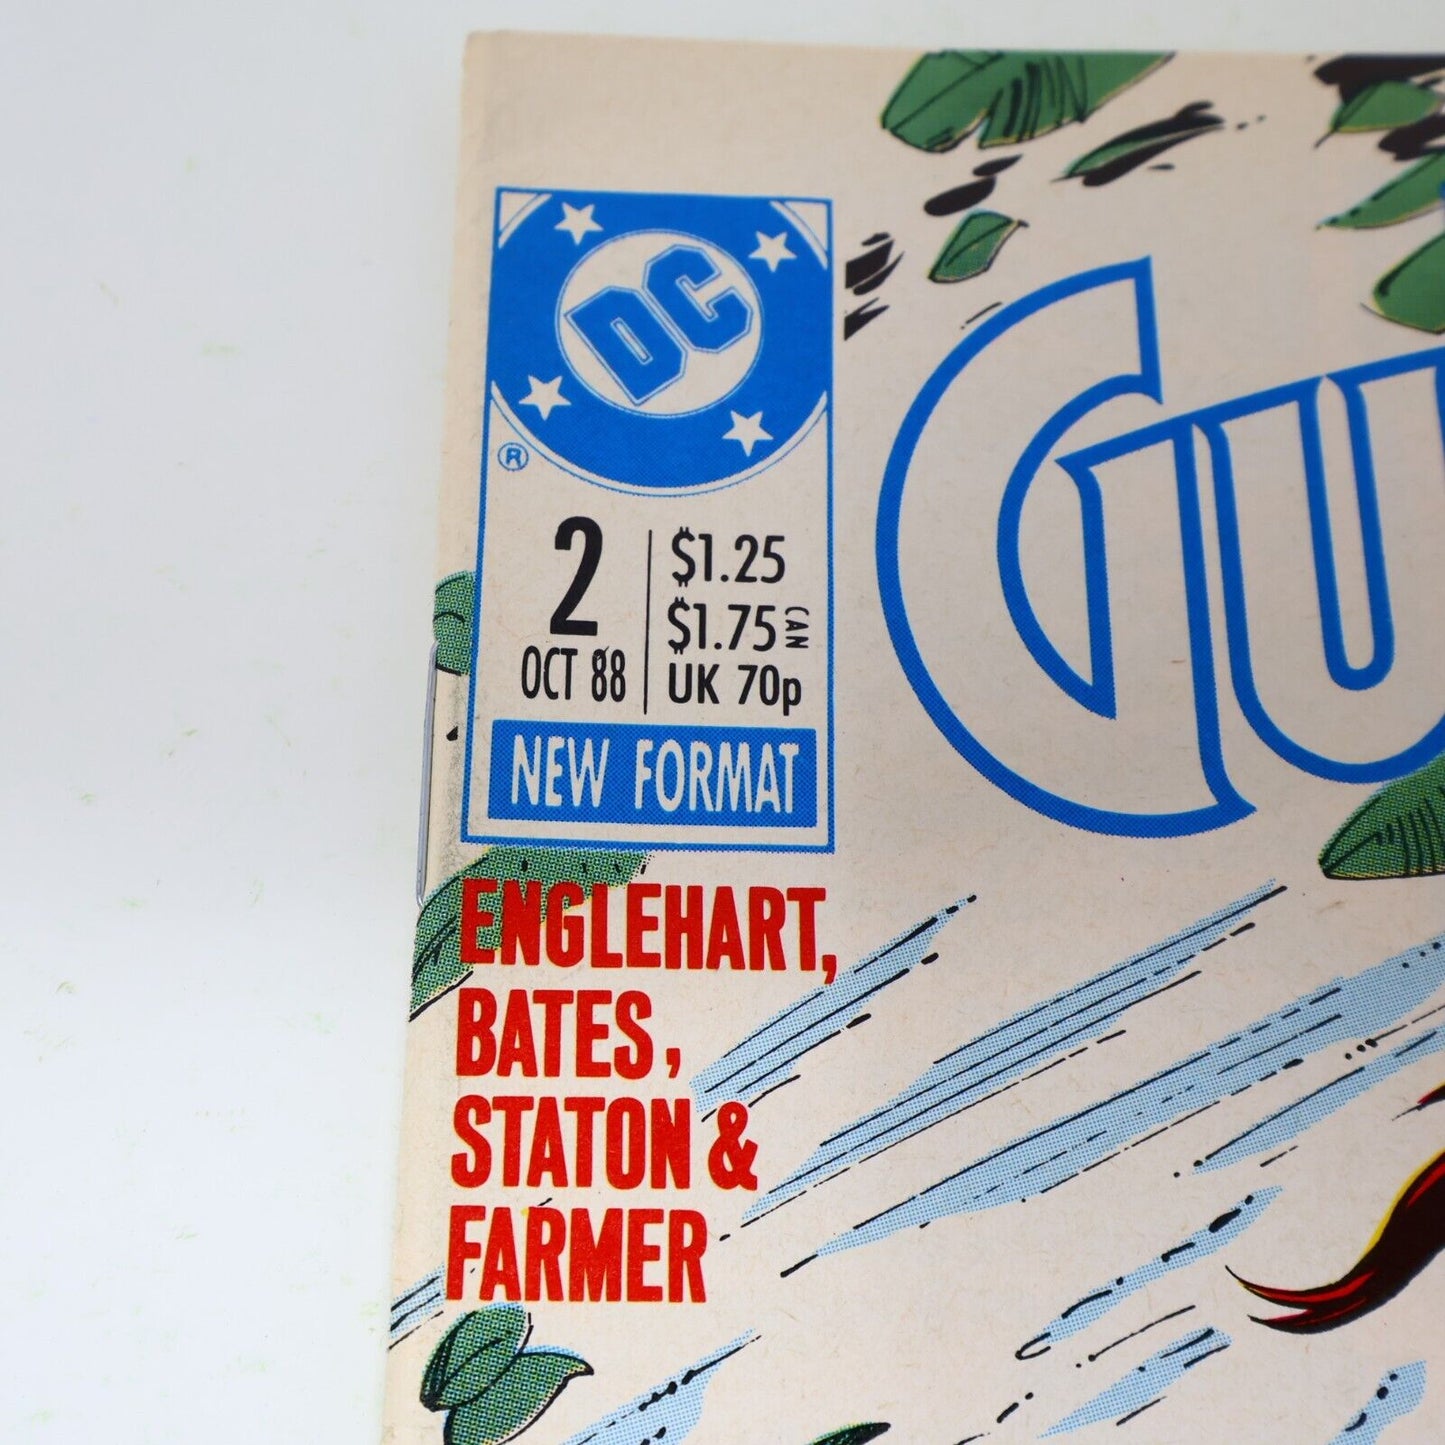 DC
®
2
OCT 88
$1.25
$1.75 CAN
UK 70p
NEW FORMAT
GU
ENGLEHART,
BATES,
STATON &
FARMER